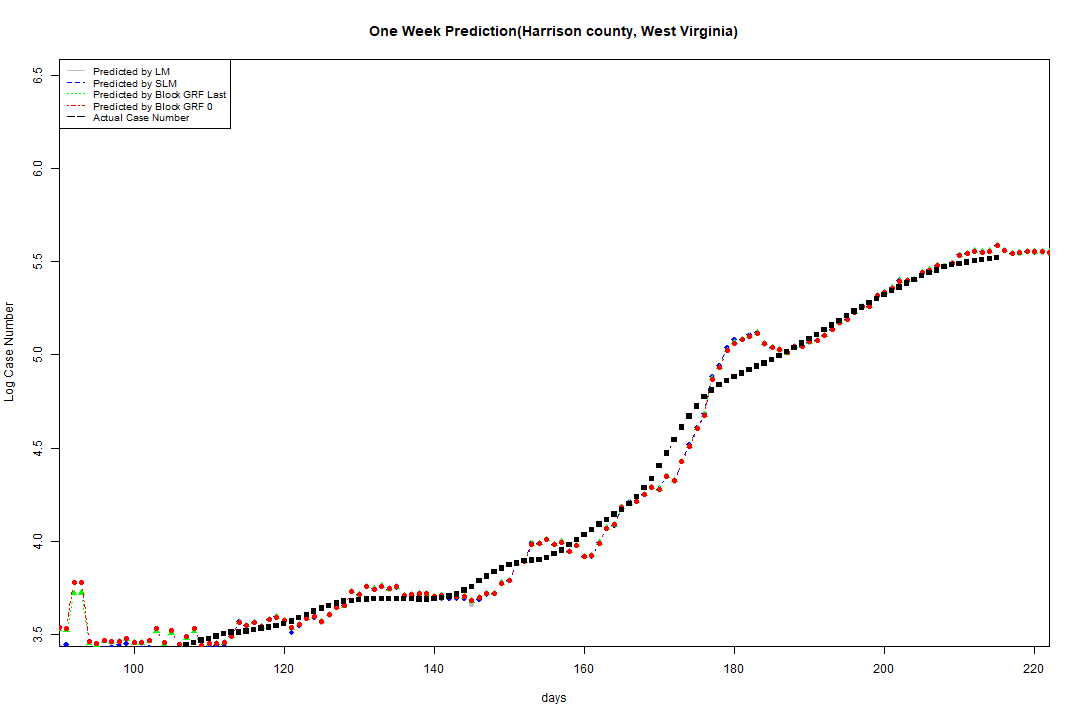 One Week Prediction(Harrison county, West Virginia)
Predicted by LM
Predicted by SLM
Predicted by Block GRF Last
Predicted by Block GRF 0
Actual Case Number
6.5
6.0
5.5
5.0
4.5
4.0
3.5
Log Case Number
100 120 140 160 180 200 220
days